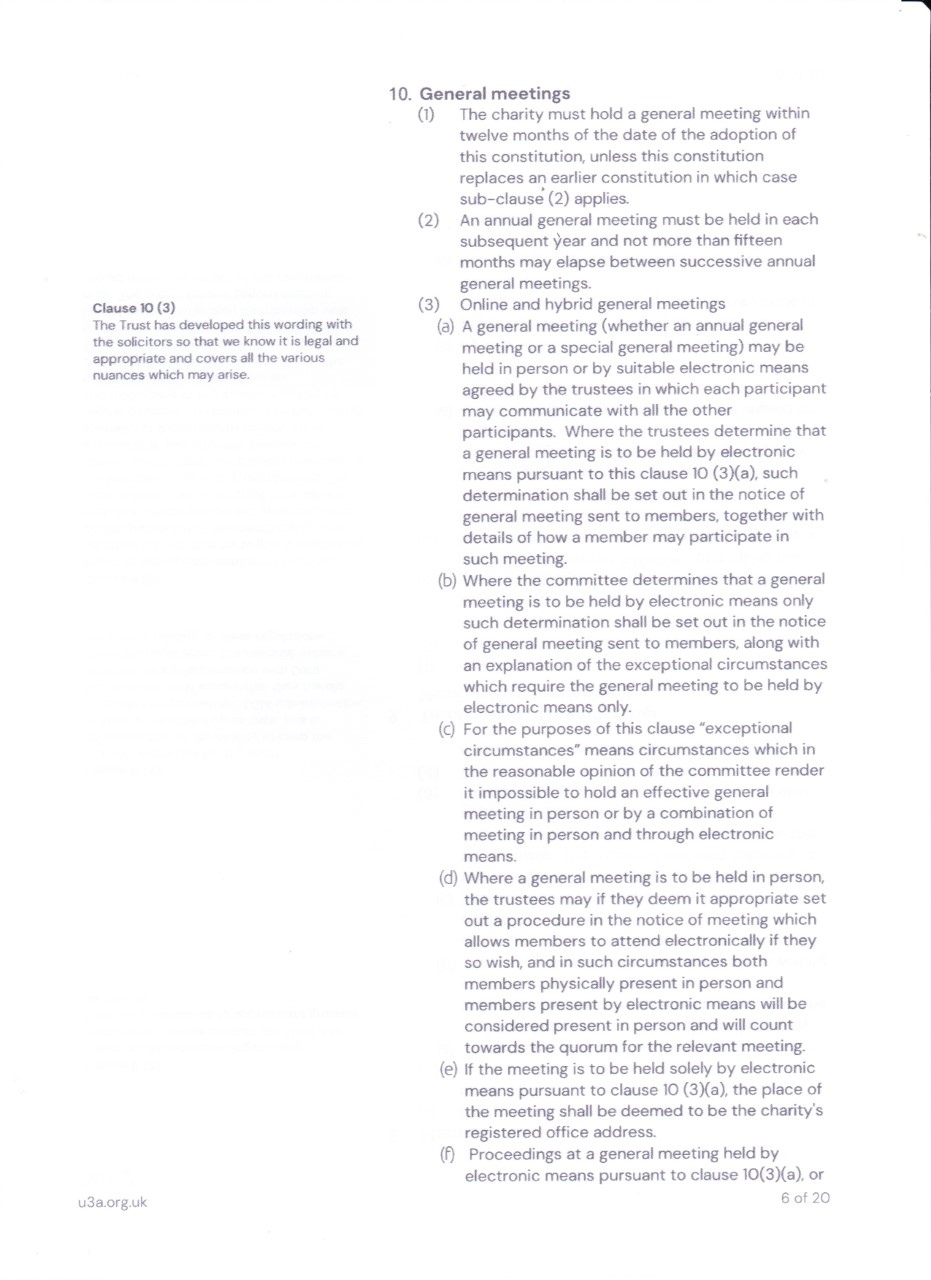 10. General meetings
(1) The charity must hold a general meeting within
twelve months of the date of the adoption of
this constitution, unless this constitution
replaces an earlier constitution in which case
sub-clause (2) applies.
(2) An annual general meeting must be held in each
subsequent year and not more than fifteen
months may elapse between successive annual
general meetings.
Clause 10 (3)
The Trust has developed this wording with
the solicitors so that we know it is legal and
appropriate and covers all the various
nuances which may arise.
(3) Online and hybrid general meetings
(a) A general meeting (whether an annual general
meeting or a special general meeting) may be
held in person or by suitable electronic means
agreed by the trustees in which each participant
may communicate with all the other
participants. Where the trustees determine that
a general meeting is to be held by electronic
means pursuant to this clause 10 (3)(a), such
determination shall be set out in the notice of
general meeting sent to members, together with
details of how a member may participate in
such meeting.
(b) Where the committee determines that a general
meeting is to be held by electronic means only
such determination shall be set out in the notice
of general meeting sent to members, along with
an explanation of the exceptional circumstances
which require the general meeting to be held by
electronic means only.
(c) For the purposes of this clause "exceptional
circumstances" means circumstances which in
the reasonable opinion of the committee render
it impossible to hold an effective general
meeting in person or by a combination of
meeting in person and through electronic
means.
(d) Where a general meeting is to be held in person,
the trustees may if they deem it appropriate set
out a procedure in the notice of meeting which
allows members to attend electronically if they
so wish, and in such circumstances both
members physically present in person and
members present by electronic means will be
considered present in person and will count
towards the quorum for the relevant meeting.
(e) If the meeting is to be held solely by electronic
means pursuant to clause 10 (3)(a), the place of
the meeting shall be deemed to be the charity's
registered office address.
(f) Proceedings at a general meeting held by
electronic means pursuant to clause 10(3)(a), or
u3a.org.uk
6 of 20